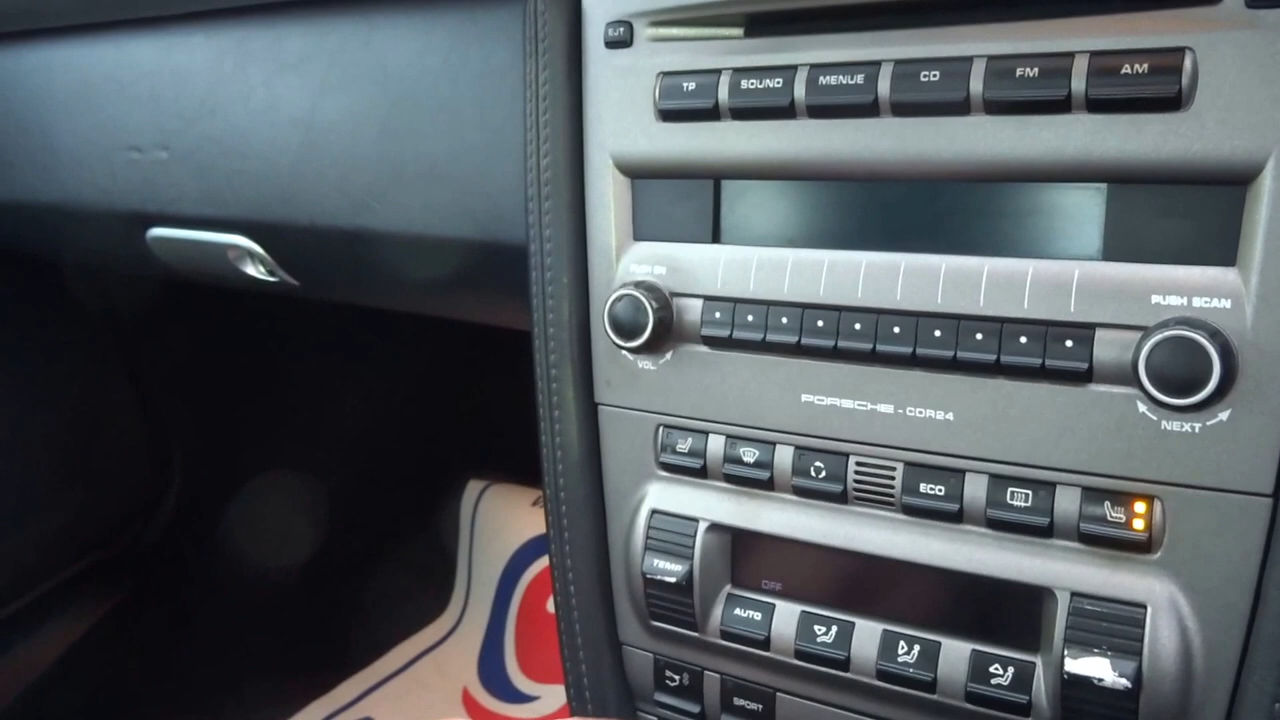 EJT
TP SOUND MENUE CD FM AM
PUSH ON
PUSH SCAN
VOL
PORSCHE - CDR24
NEXT
ECO
TEMP
OFF
AUTO
SPORT